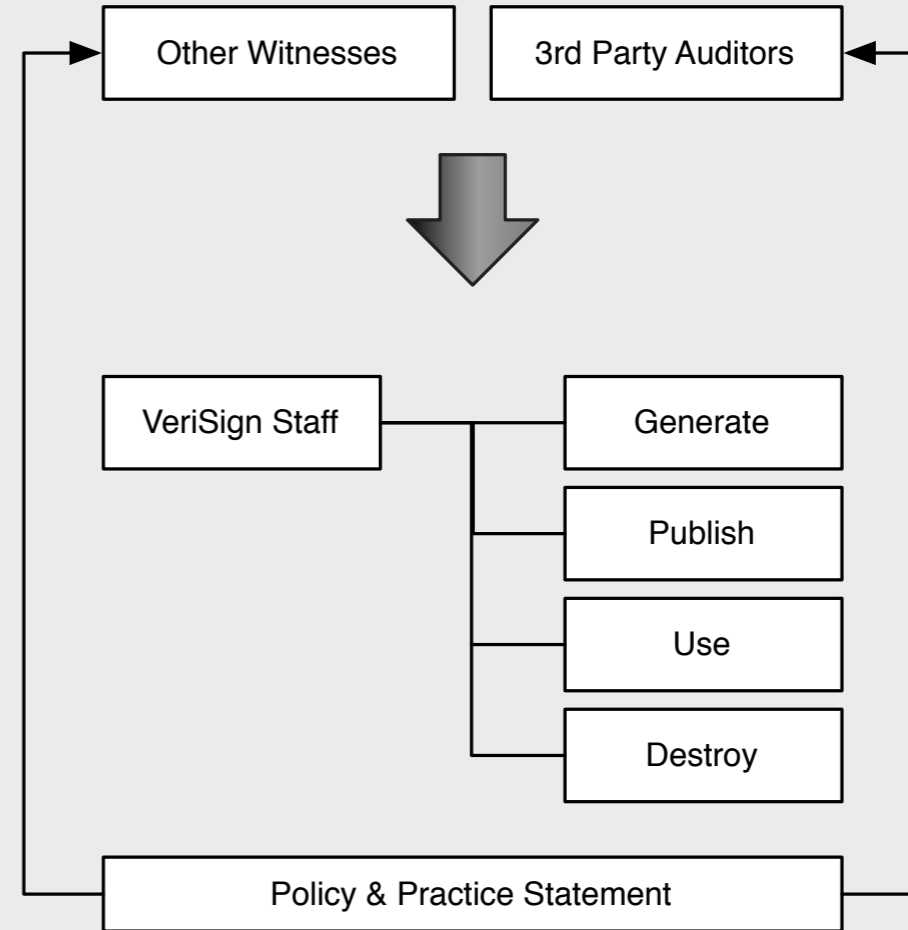 Other Witnesses
3rd Party Auditors
VeriSign Staff
Generate
Publish
Use
Destroy
Policy & Practice Statement